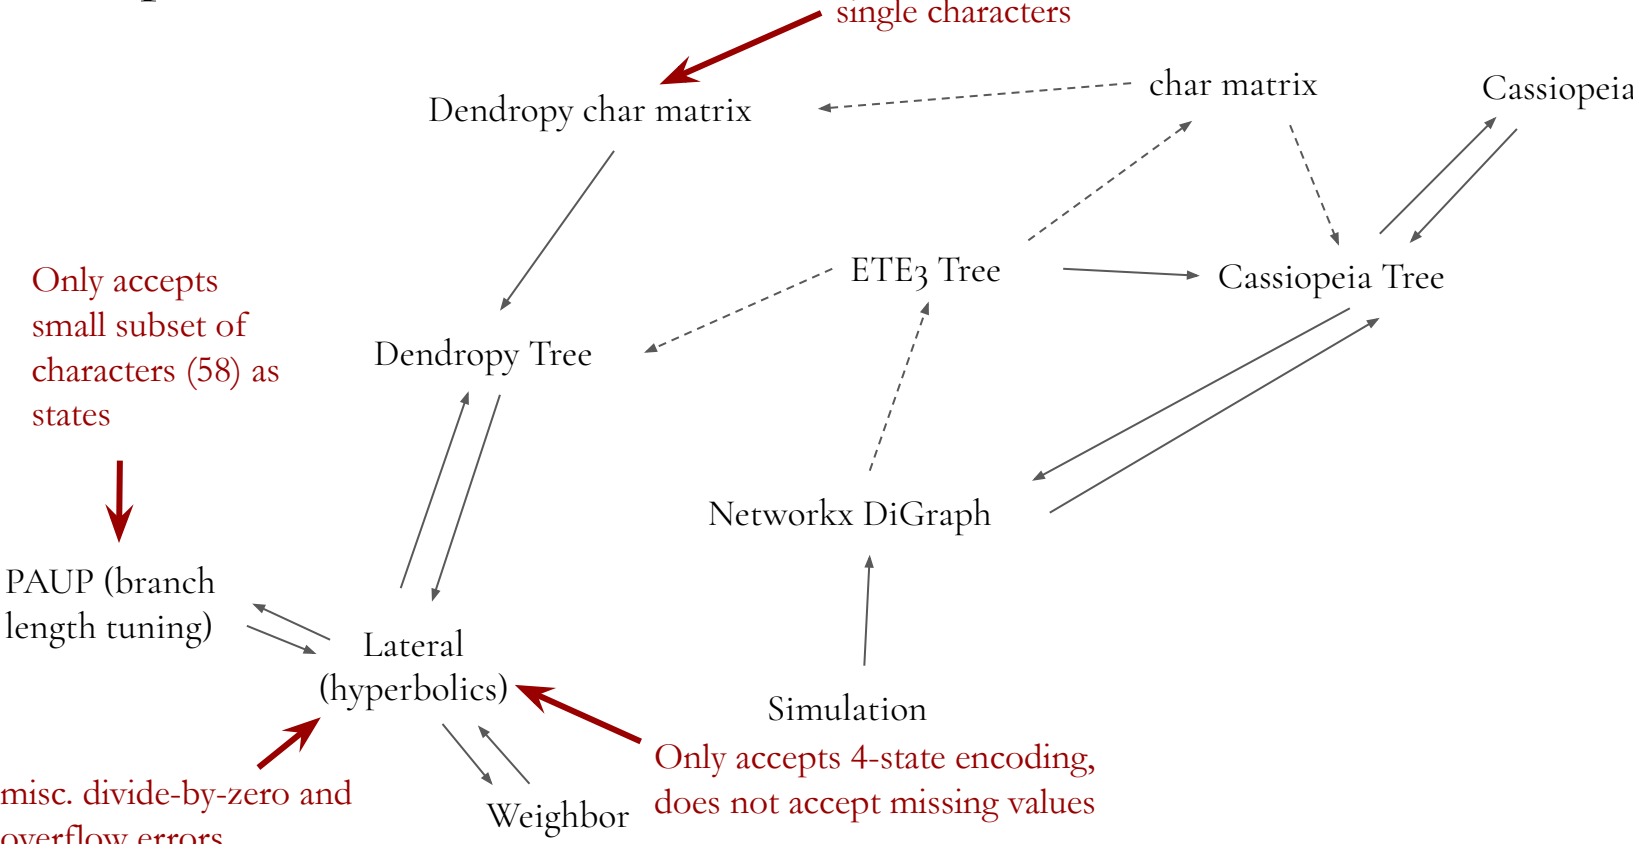 single characters
char matrix
Cassiopeia
Dendropy char matrix
Only accepts
small subset of
characters (58) as
states
ETE3 Tree
Cassiopeia Tree
Dendropy Tree
Networkx DiGraph
PAUP (branch
length tuning)
Lateral
(hyperbolics)
Simulation
Only accepts 4-state encoding,
does not accept missing values
misc. divide-by-zero and
overflow errors
Weighbor